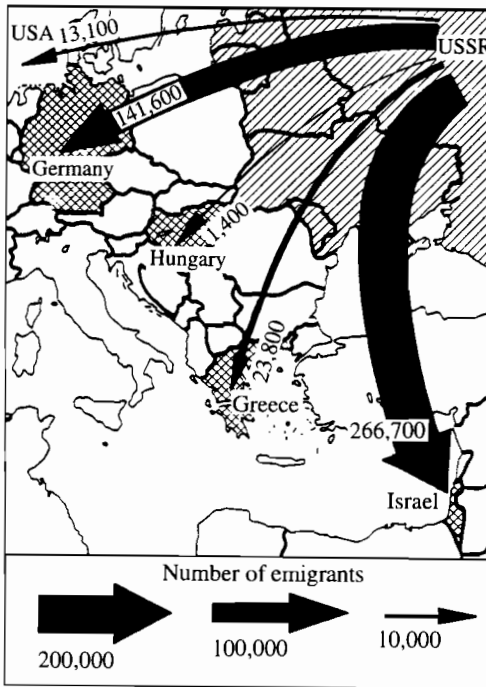 USA 13,100
USSR
141,600
Germany
1,400
Hungary
23,800
Greece
266,700
Israel
Number of emigrants
200,000
100,000
10,000